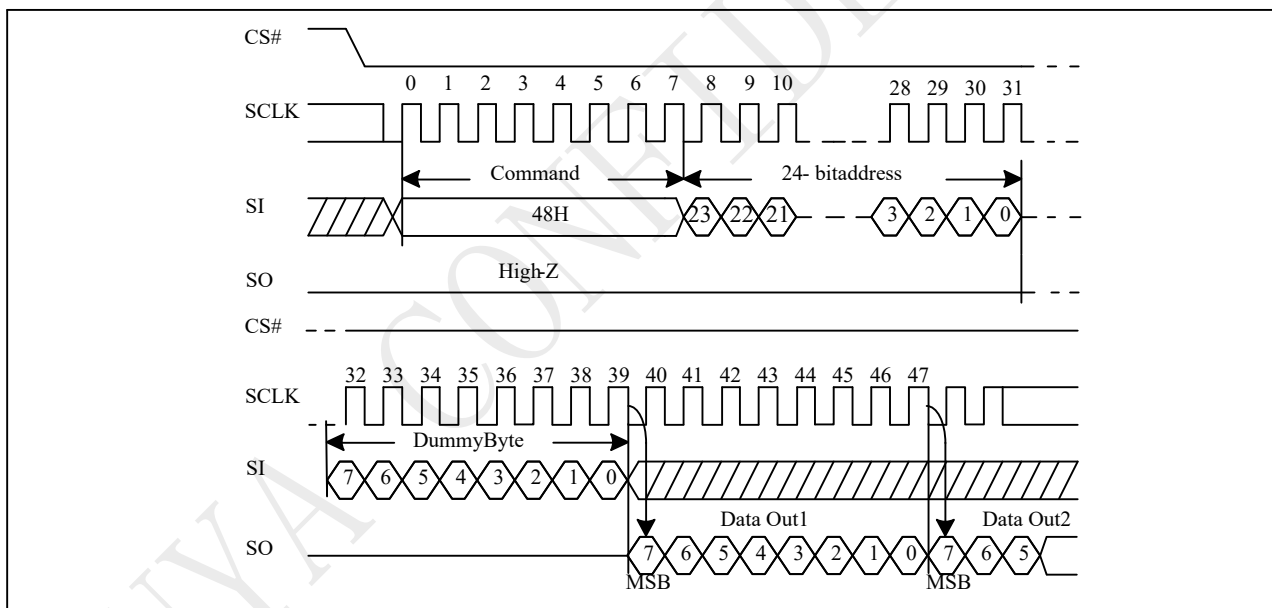 CS#
0 1 2 3 4 5 6 7 8 9 10 28 29 30 31
SCLK
Command 24- bitaddress
SI 48H 23 22 21 3 2 1 0
High-Z
SO
CS#
32 33 34 35 36 37 38 39 40 41 42 43 44 45 46 47
SCLK
DummyByte
SI 7 6 5 4 3 2 1 0
Data Out1 Data Out2
SO 7 6 5 4 3 2 1 0 7 6 5
MSB MSB